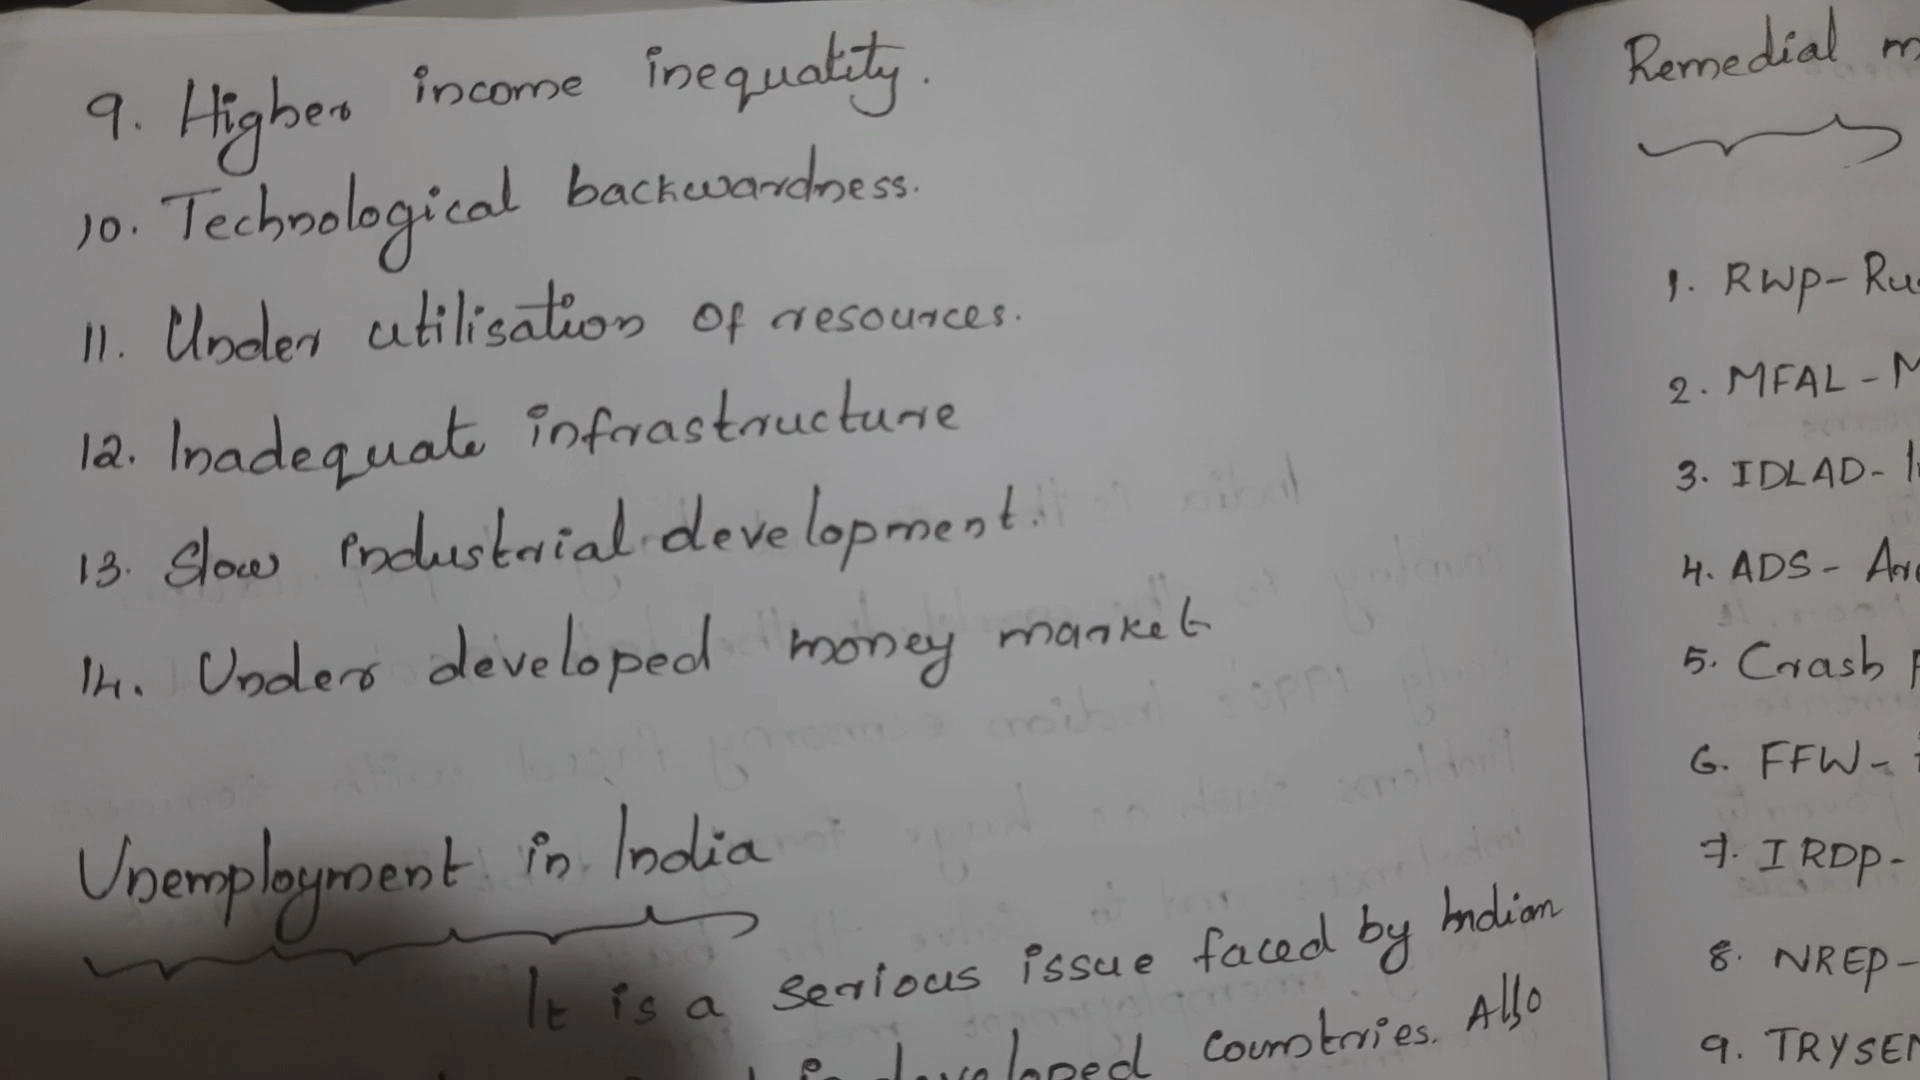 9. Higher income inequality.
10. Technological backwardness.
11. Under utilisation of resources.
12. Inadequate infrastructure
13. Slow industrial development.
14. Under developed money market
Unemployment in India
It is a serious issue faced by Indian
developed countries. Also
Remedial
1. RWP-
2. MFAL -
3. IDLAD-
4. ADS -
5. Crash
6. FFW-
7. IRDP-
8. NREP-
9. TRYSEM